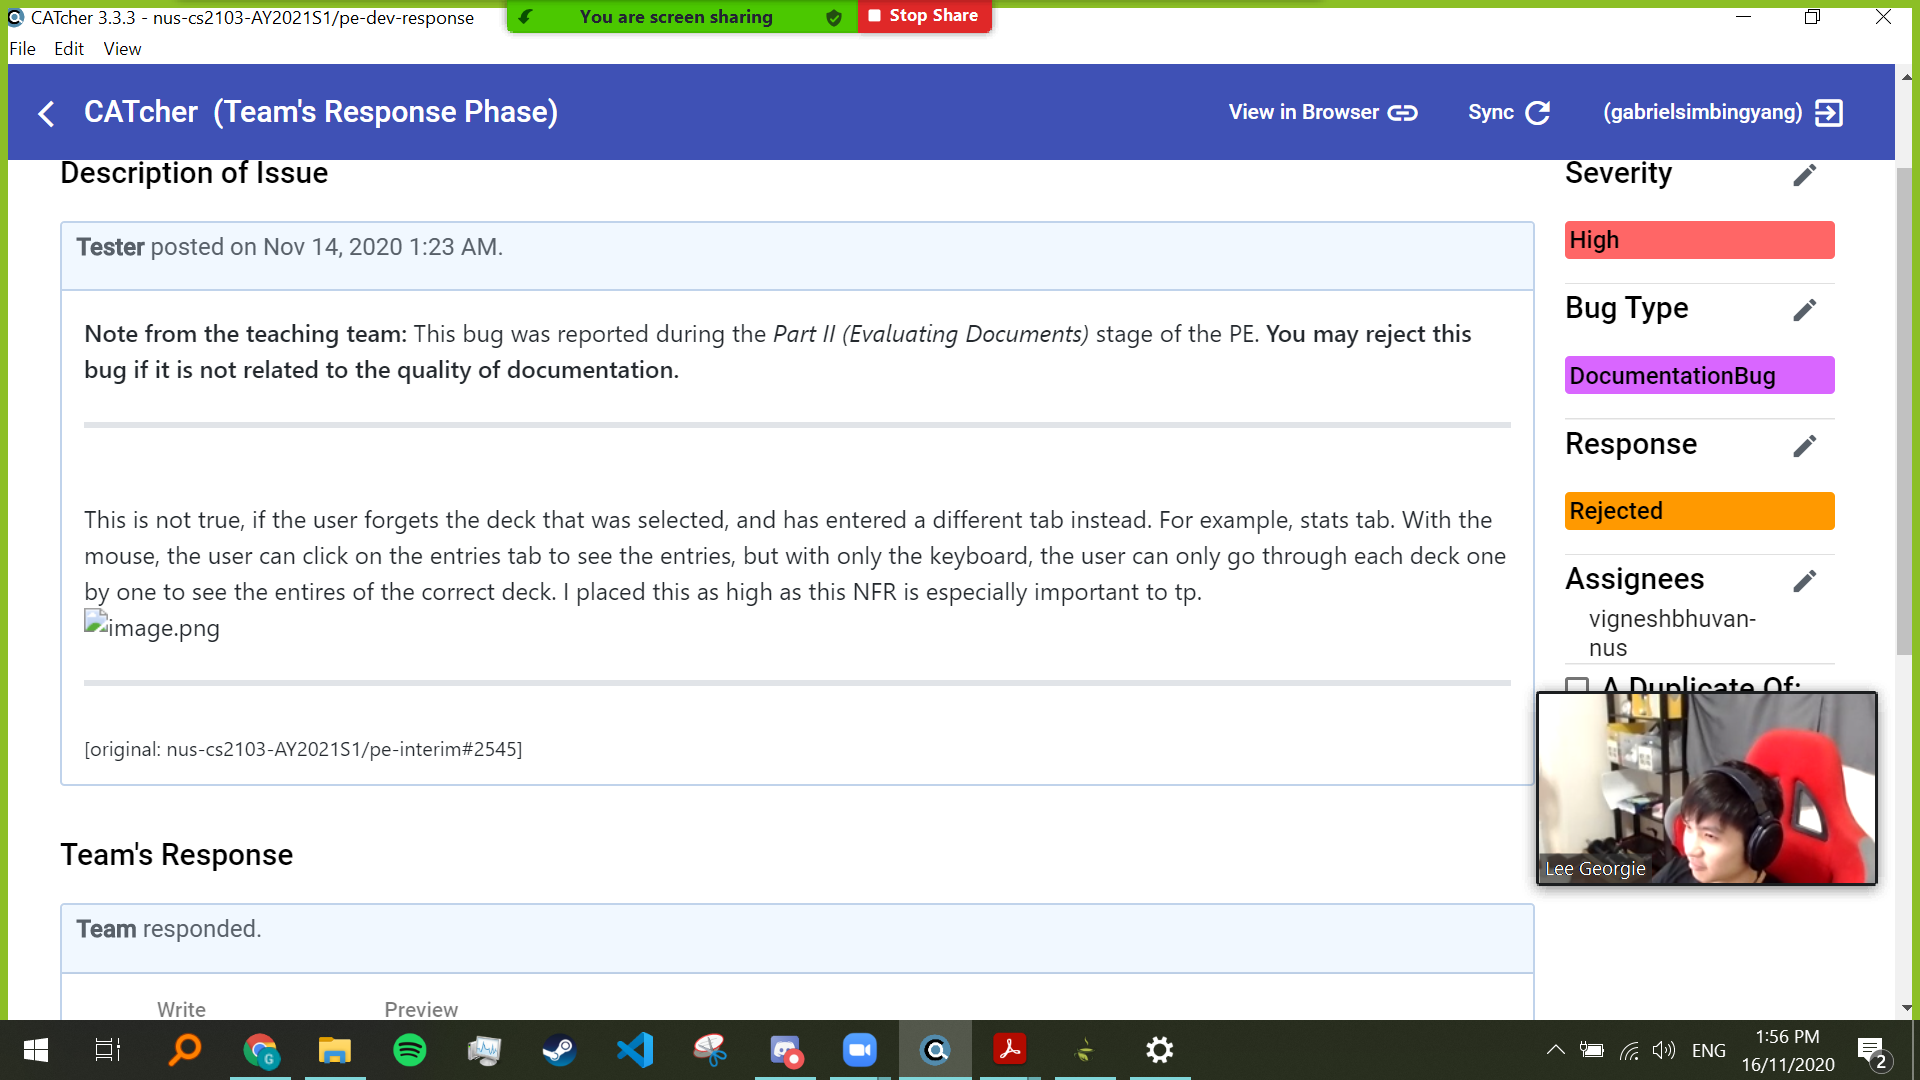 CATcher 3.3.3 - nus-cs2103-AY2021S1/pe-dev-response
You are screen sharing
Stop Share
File Edit View
CATcher (Team's Response Phase)
View in Browser
Sync
(gabrielsimbingyang)
Description of Issue
Tester posted on Nov 14, 2020 1:23 AM.
Note from the teaching team: This bug was reported during the Part II (Evaluating Documents) stage of the PE. You may reject this
bug if it is not related to the quality of documentation.
This is not true, if the user forgets the deck that was selected, and has entered a different tab instead. For example, stats tab. With the
mouse, the user can click on the entries tab to see the entries, but with only the keyboard, the user can only go through each deck one
by one to see the entires of the correct deck. I placed this as high as this NFR is especially important to tp.
image.png
[original: nus-cs2103-AY2021S1/pe-interim#2545]
Team's Response
Team responded.
Write Preview
Severity
High
Bug Type
DocumentationBug
Response
Rejected
Assignees
vigneshbhuvan-
nus
A Duplicate Of:
Lee Georgie
G
ENG
1:56 PM
16/11/2020
2